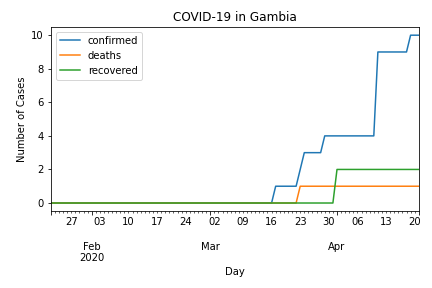 COVID-19 in Gambia
confirmed
deaths
recovered
Number of Cases
10
8
6
4
2
0
27 03 10 17 24 02 09 16 23 30 06 13 20
Feb Mar Apr
2020
Day